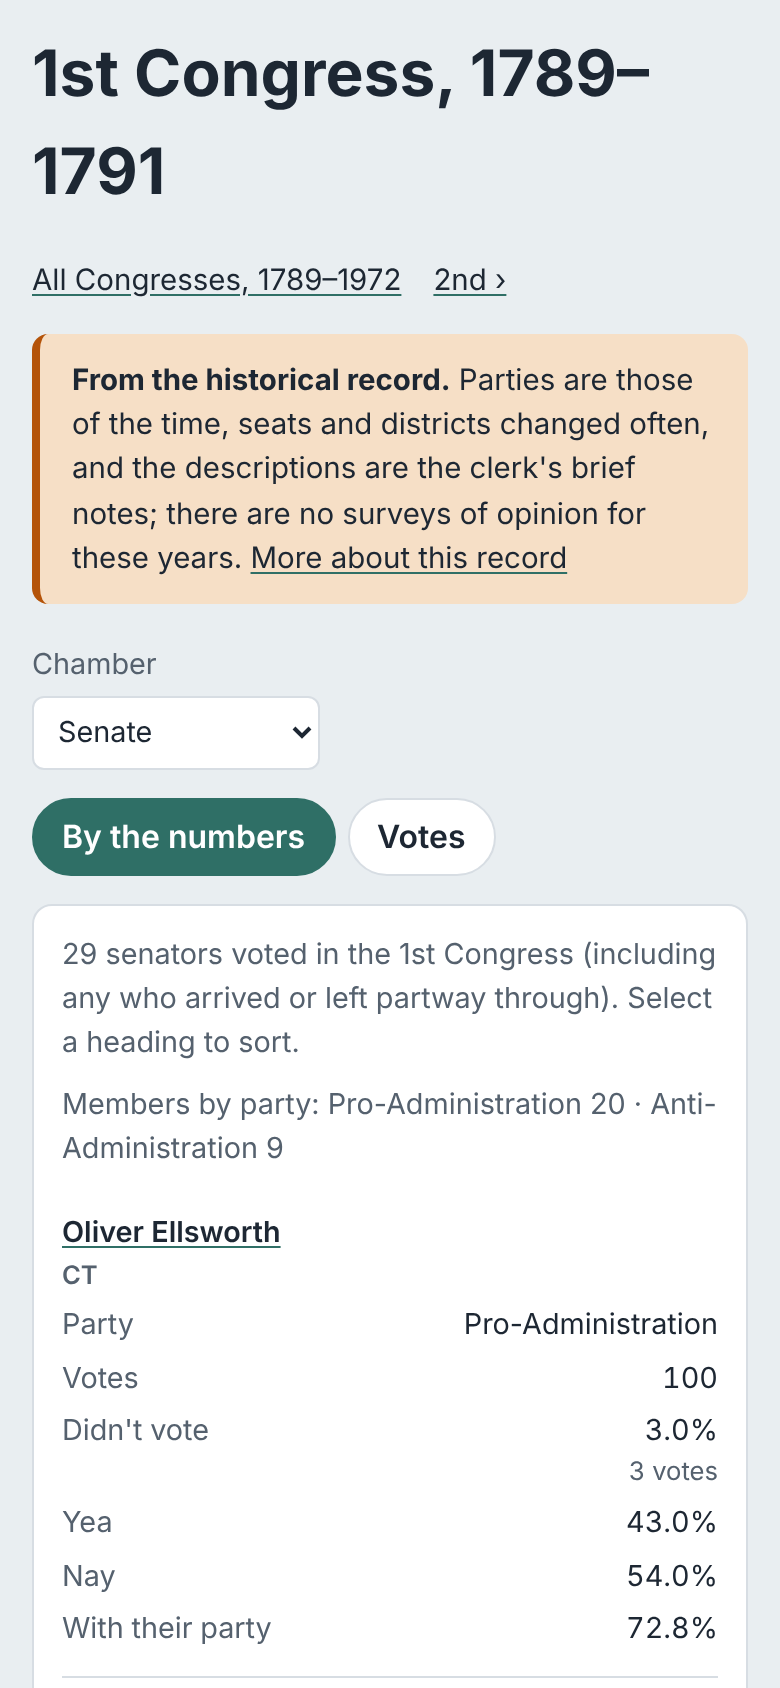 1st Congress, 1789–
1791
All Congresses, 1789–1972 2nd ›
From the historical record. Parties are those
of the time, seats and districts changed often,
and the descriptions are the clerk's brief
notes; there are no surveys of opinion for
these years. More about this record
Chamber
Senate
By the numbers Votes
29 senators voted in the 1st Congress (including
any who arrived or left partway through). Select
a heading to sort.
Members by party: Pro-Administration 20 · Anti-
Administration 9
Oliver Ellsworth
CT
Party Pro-Administration
Votes 100
Didn't vote 3.0%
3 votes
Yea 43.0%
Nay 54.0%
With their party 72.8%